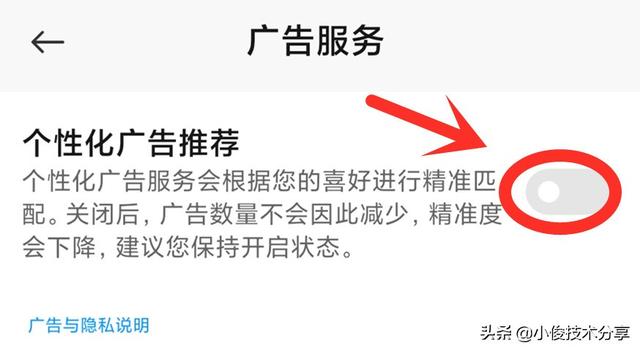 广告服务
个性化广告推荐
个性化广告服务会根据您的喜好进行精准匹
配。关闭后，广告数量不会因此减少，精准度
会下降，建议您保持开启状态。
广告与隐私说明
头条@小俊技术分享